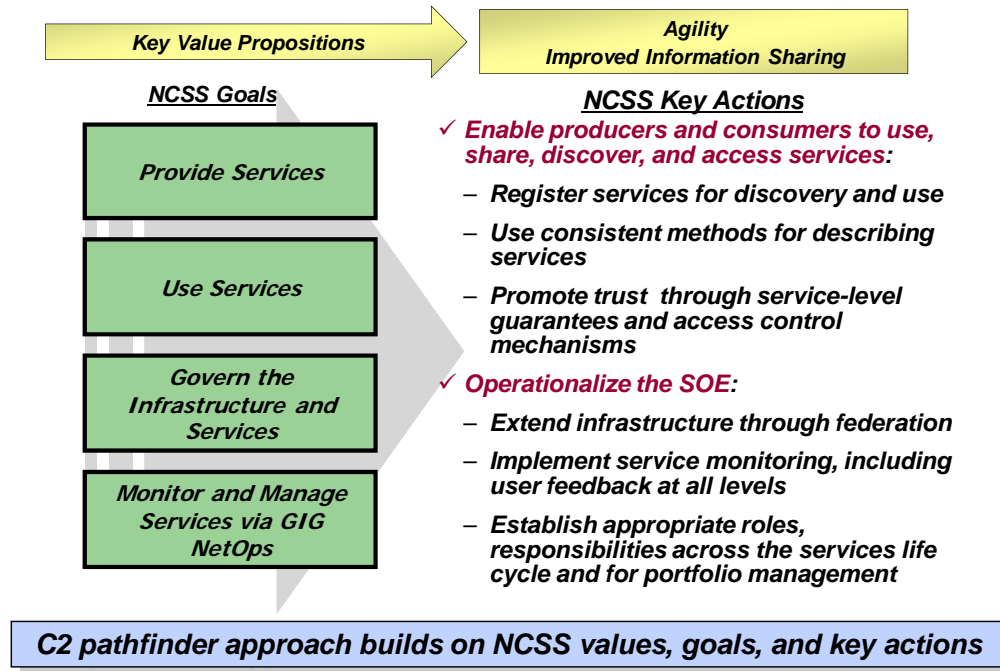 Key Value Propositions
Agility
Improved Information Sharing
NCSS Goals
Provide Services
Use Services
Govern the
Infrastructure and
Services
Monitor and Manage
Services via GIG
NetOps
NCSS Key Actions
✓ Enable producers and consumers to use,
share, discover, and access services:
– Register services for discovery and use
– Use consistent methods for describing
services
– Promote trust through service-level
guarantees and access control
mechanisms
✓ Operationalize the SOE:
– Extend infrastructure through federation
– Implement service monitoring, including
user feedback at all levels
– Establish appropriate roles,
responsibilities across the services life
cycle and for portfolio management
C2 pathfinder approach builds on NCSS values, goals, and key actions